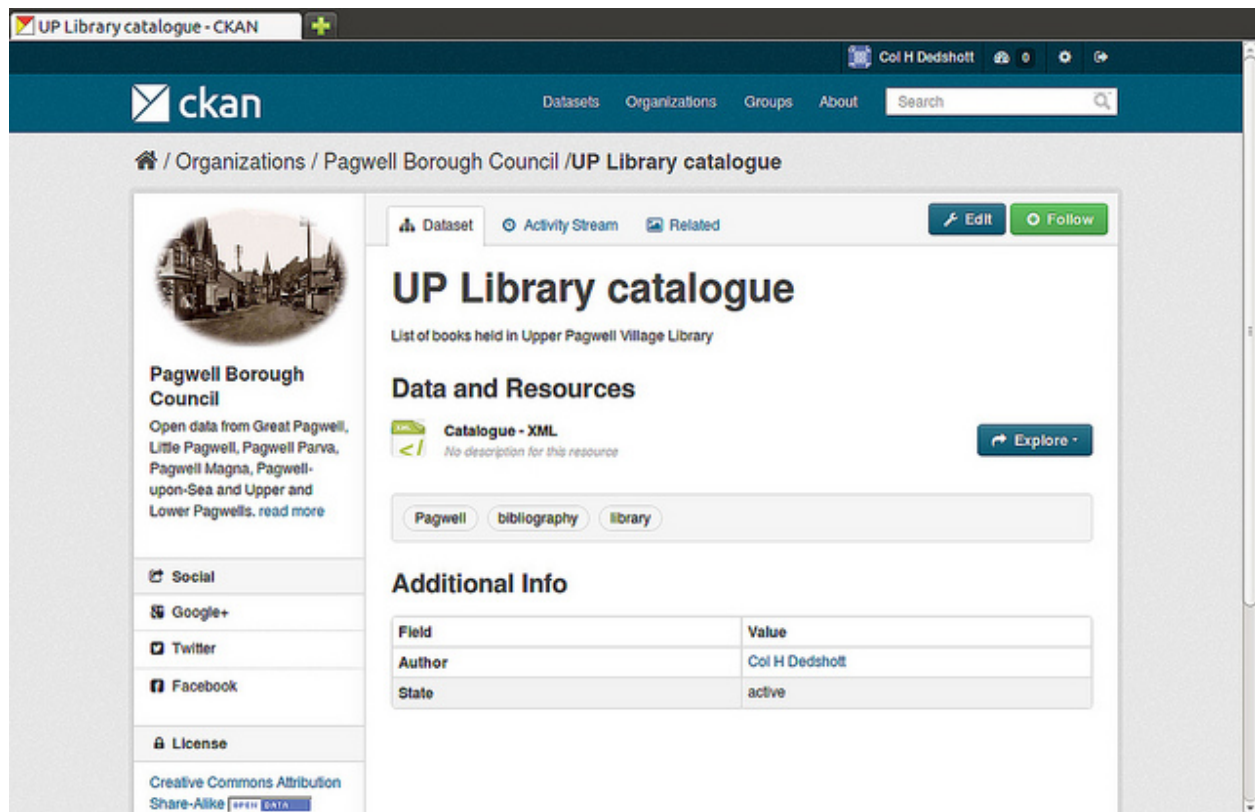 UP Library catalogue - CKAN
Col H Dedshott 0
ckan
Datasets Organizations Groups About Search
/ Organizations / Pagwell Borough Council /UP Library catalogue
Pagwell Borough
Council
Open data from Great Pagwell,
Little Pagwell, Pagwell Parva,
Pagwell Magna, Pagwell-
upon-Sea and Upper and
Lower Pagwells. read more
Social
Google+
Twitter
Facebook
License
Creative Commons Attribution
Share-Alike OPEN DATA
Dataset Activity Stream Related Edit Follow
UP Library catalogue
List of books held in Upper Pagwell Village Library
Data and Resources
XML
Catalogue - XML
No description for this resource
Explore
Pagwell bibliography library
Additional Info
Field Value
Author Col H Dedshott
State active